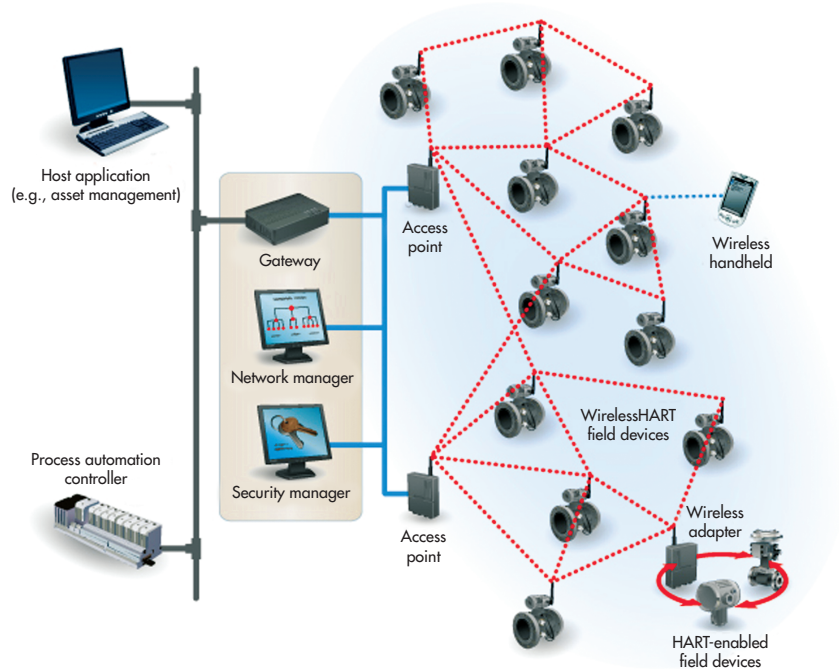 Host application
(e.g., asset management)
Gateway
Access
point
Wireless
handheld
Network manager
WirelessHART
field devices
Process automation
controller
Security manager
Access
point
Wireless
adapter
HART-enabled
field devices